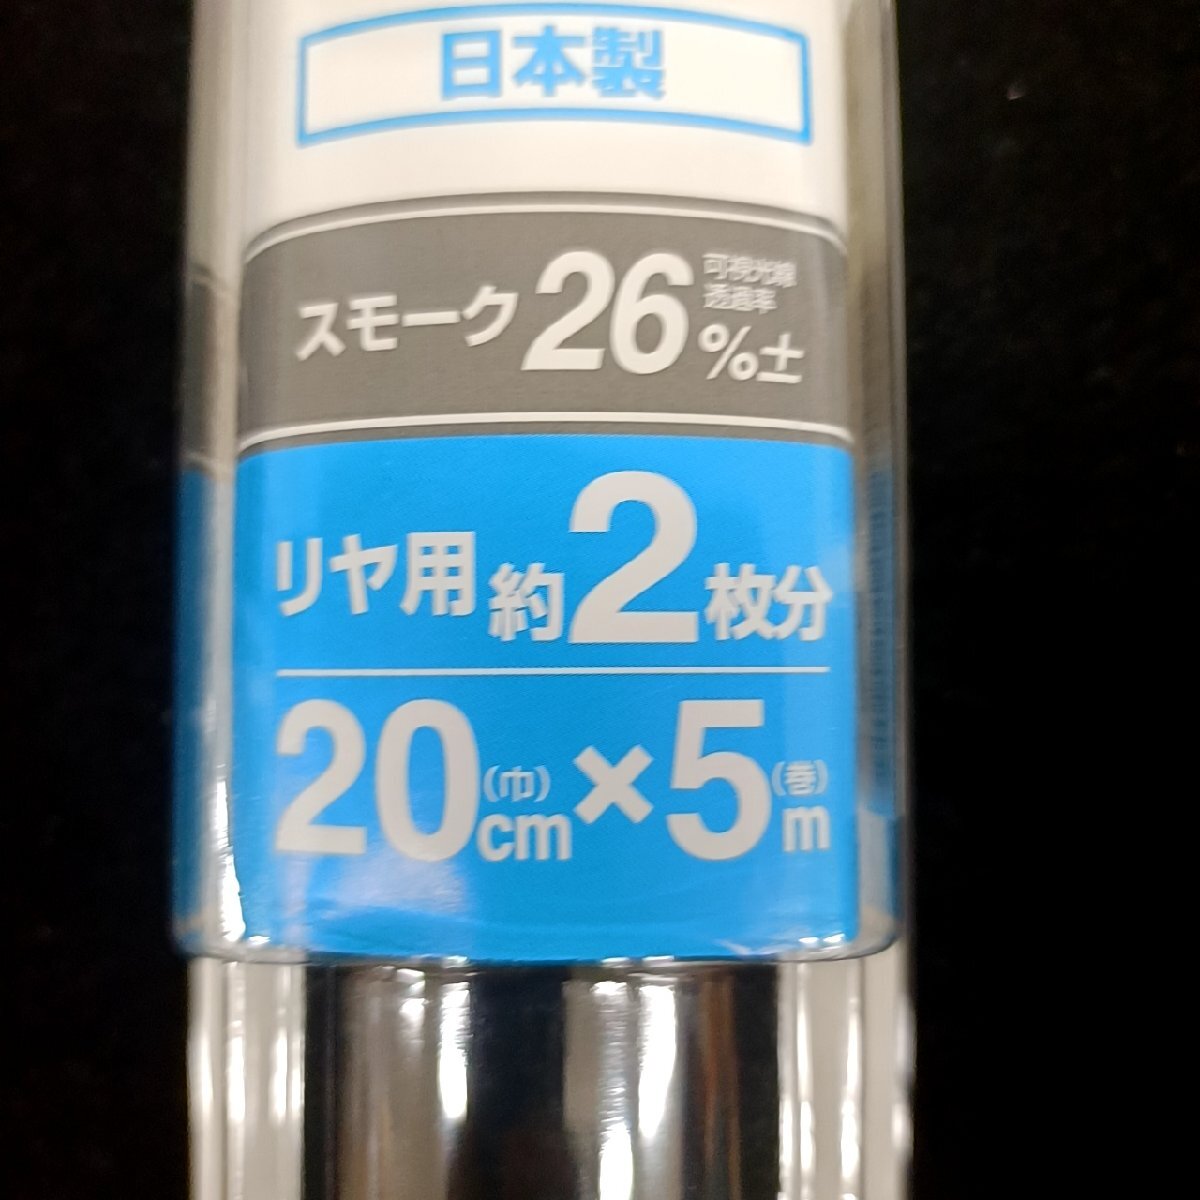 日本製
スモーク26%±
可視光線
透過率
リヤ用 約2枚分
20cm(巾)×5m(巻)